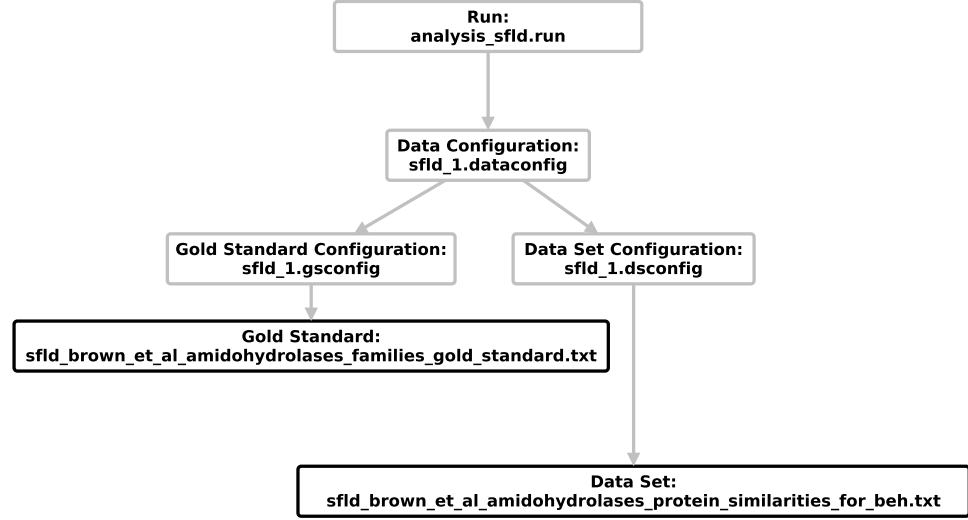 Run:
analysis_sfld.run
Data Configuration:
sfld_1.dataconfig
Gold Standard Configuration:
sfld_1.gsconfig
Data Set Configuration:
sfld_1.dsconfig
Gold Standard:
sfld_brown_et_al_amidohydrolases_families_gold_standard.txt
Data Set:
sfld_brown_et_al_amidohydrolases_protein_similarities_for_beh.txt